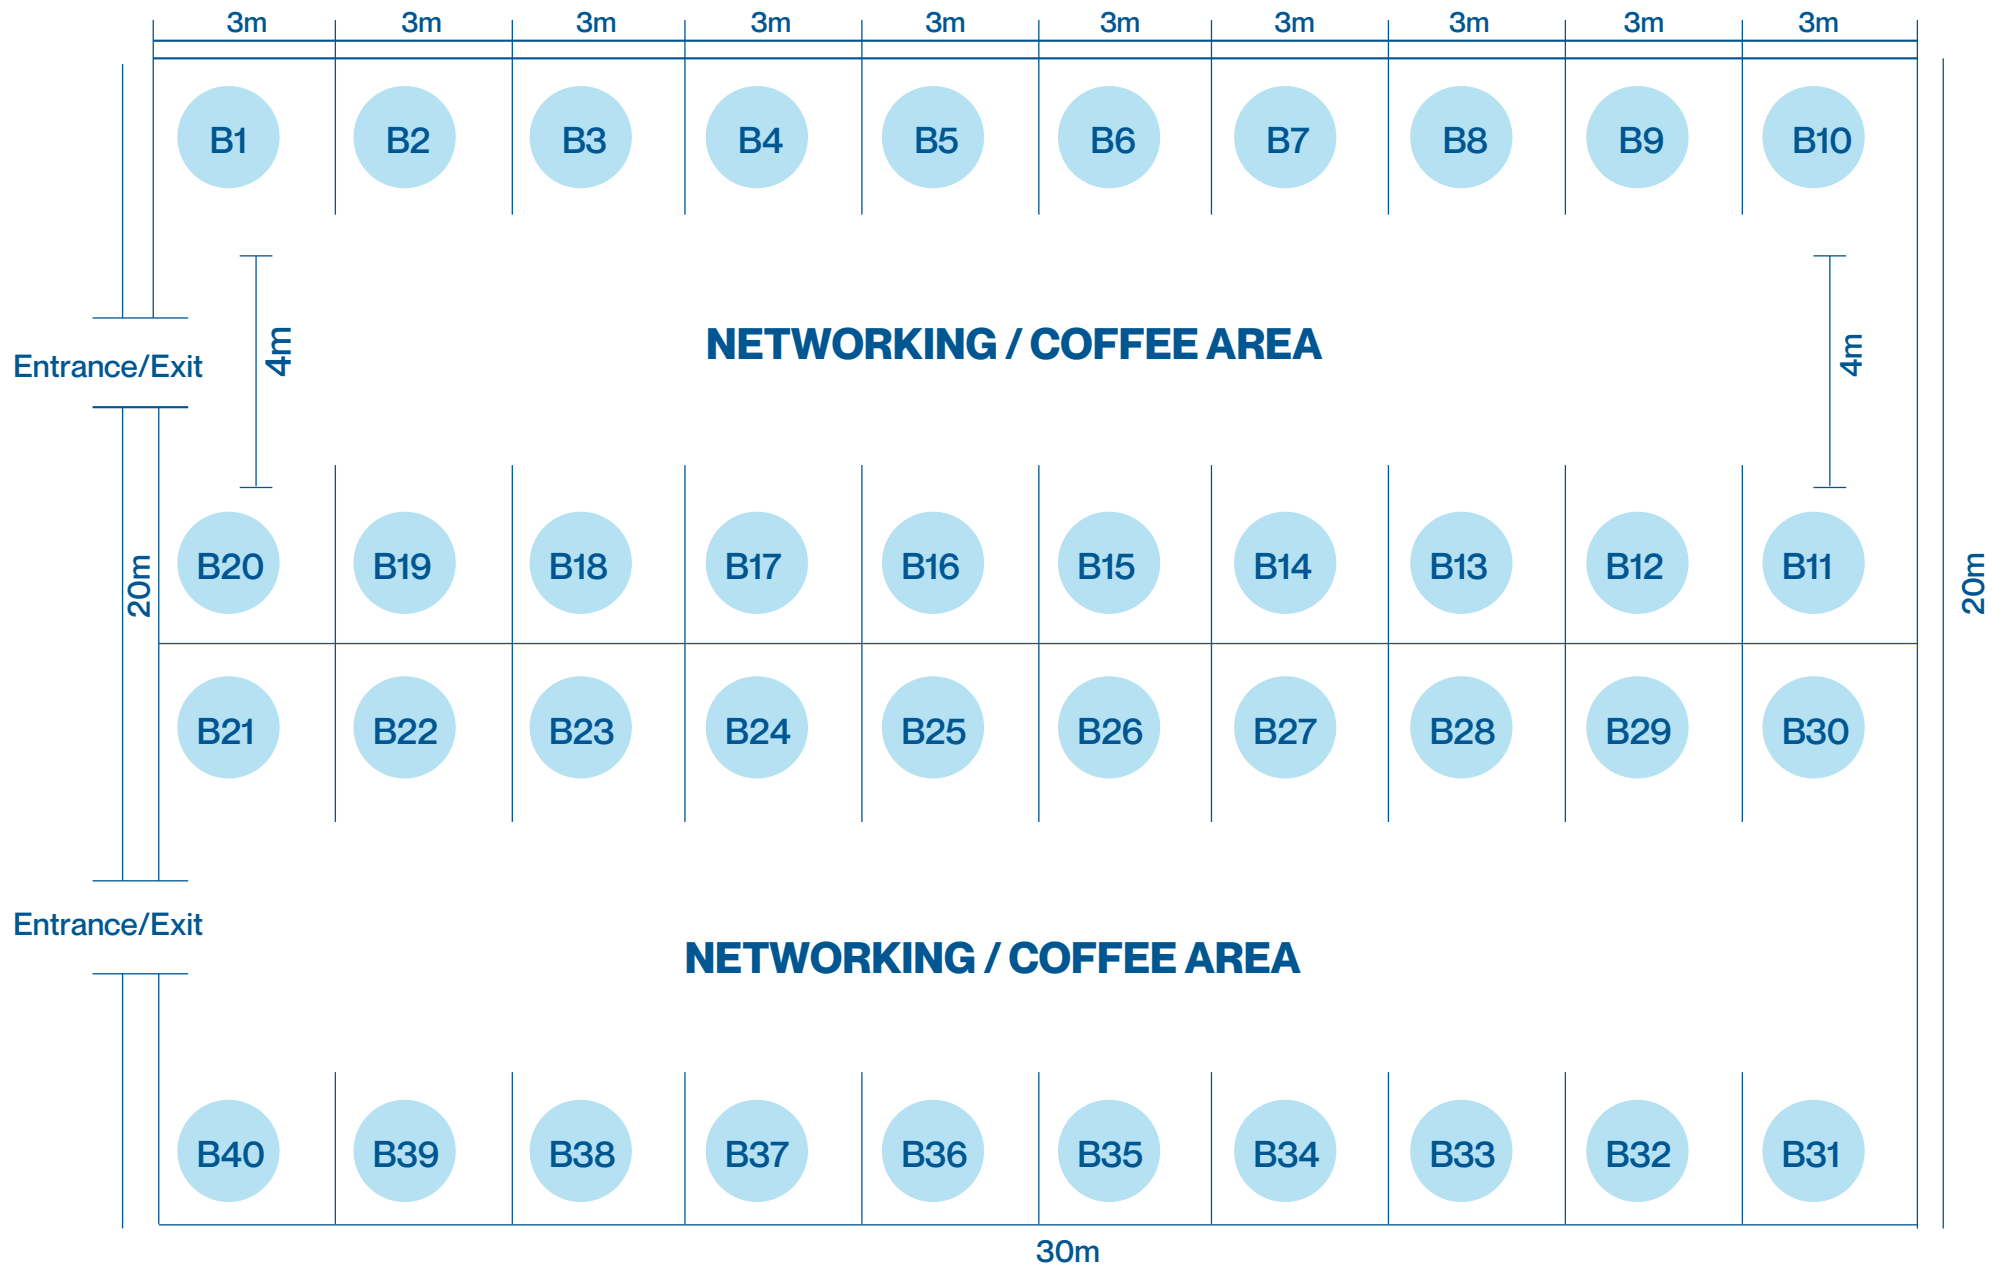 3m 3m 3m 3m 3m 3m 3m 3m 3m 3m
B1 B2 B3 B4 B5 B6 B7 B8 B9 B10
NETWORKING / COFFEE AREA
4m 4m
Entrance/Exit
B20 B19 B18 B17 B16 B15 B14 B13 B12 B11
20m 20m
B21 B22 B23 B24 B25 B26 B27 B28 B29 B30
Entrance/Exit
NETWORKING / COFFEE AREA
B40 B39 B38 B37 B36 B35 B34 B33 B32 B31
30m